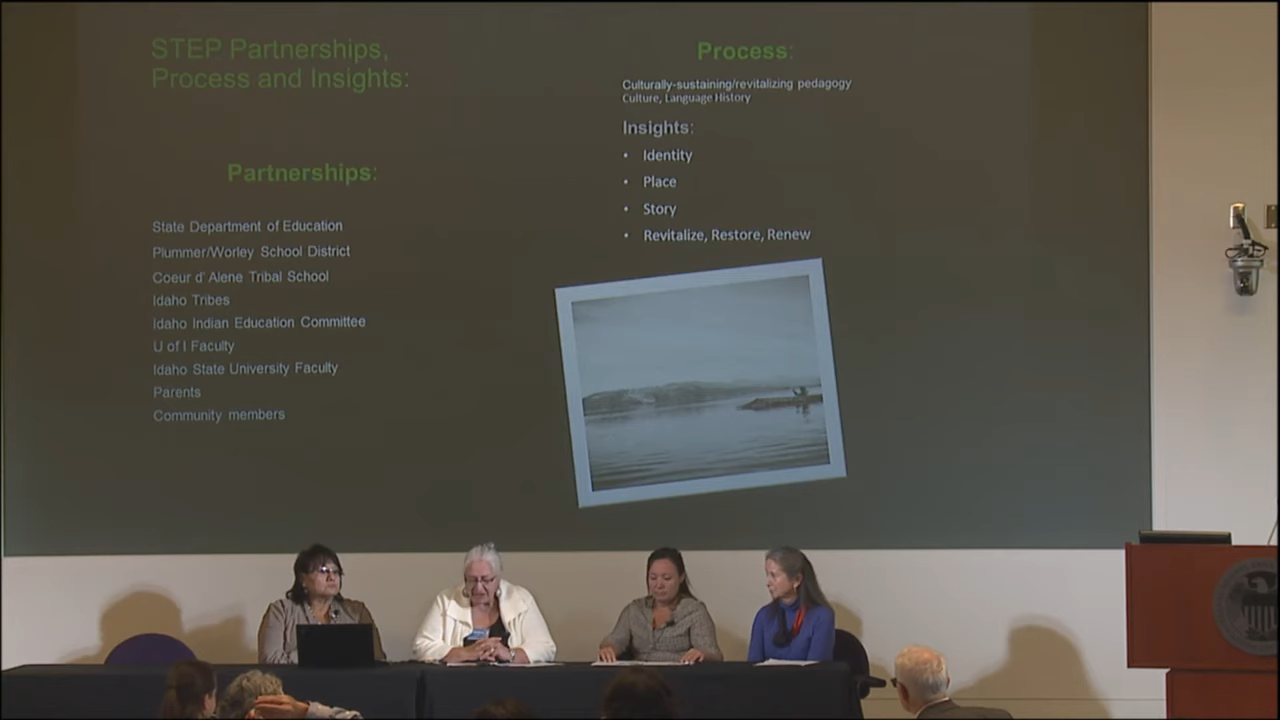 STEP Partnerships,
Process and Insights:
Partnerships:
State Department of Education
Plummer/Worley School District
Coeur d' Alene Tribal School
Idaho Tribes
Idaho Indian Education Committee
U of I Faculty
Idaho State University Faculty
Parents
Community members
Process:
Culturally-sustaining/revitalizing pedagogy
Culture, Language History
Insights:
• Identity
• Place
• Story
• Revitalize, Restore, Renew